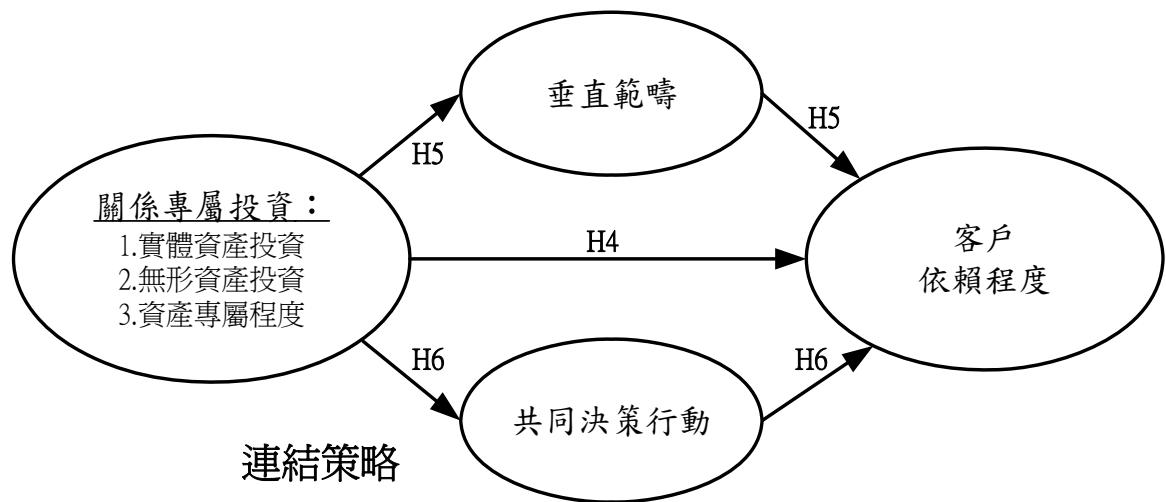 垂直範疇
H5
H5
關係專屬投資：
1.實體資產投資
2.無形資產投資
3.資產專屬程度
H4
客戶
依賴程度
H6
H6
共同決策行動
連結策略